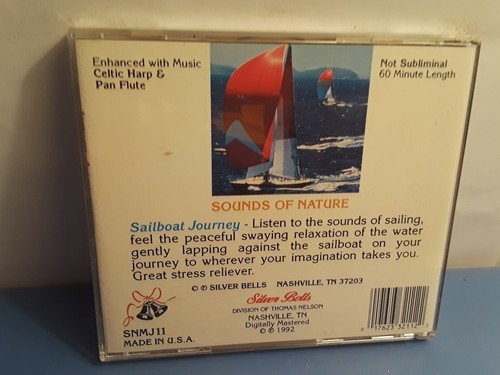 Enhanced with Music
Celtic Harp &
Pan Flute
Not Subliminal
60 Minute Length
SOUNDS OF NATURE
Sailboat Journey - Listen to the sounds of sailing,
feel the peaceful swaying relaxation of the water
gently lapping against the sailboat on your
journey to wherever your imagination takes you.
Great stress reliever.
© ℗ SILVER BELLS NASHVILLE, TN 37203
Silver Bells
DIVISION OF THOMAS NELSON
NASHVILLE, TN
Digitally Mastered
© ℗ 1992
SNMJ11
MADE IN U.S.A.
0 17623 32112